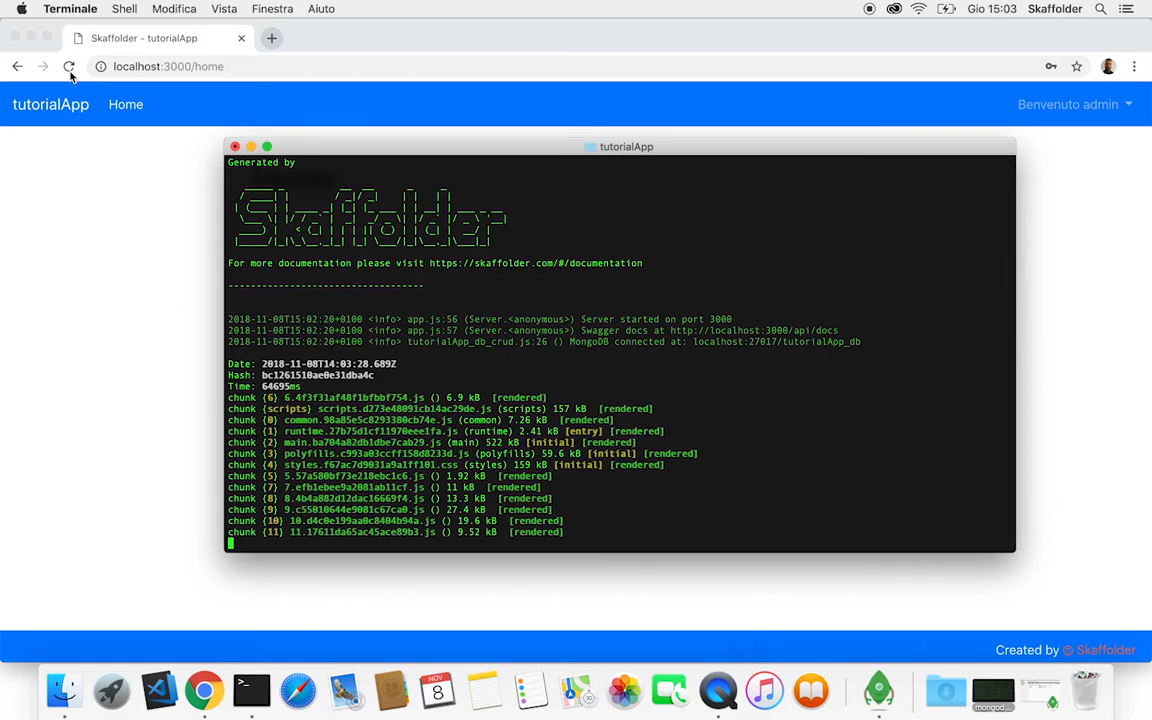 Terminale Shell Modifica Vista Finestra Aiuto Gio 15:03 Skaffolder
Skaffolder - tutorialApp
localhost:3000/home
tutorialApp Home Benvenuto admin
tutorialApp
Generated by
Skaffolder
For more documentation please visit https://skaffolder.com/#/documentation
---------------------------------
2018-11-08T15:02:20+0100 <info> app.js:56 (Server.<anonymous>) Server started on port 3000
2018-11-08T15:02:20+0100 <info> app.js:57 (Server.<anonymous>) Swagger docs at http://localhost:3000/api/docs
2018-11-08T15:02:20+0100 <info> tutorialApp_db_crud.js:26 () MongoDB connected at: localhost:27017/tutorialApp_db
Date: 2018-11-08T14:03:28.689Z
Hash: bc1261510ae0e31dba4c
Time: 64695ms
chunk {6} 6.4f3f31af48f1bfbbf754.js () 6.9 kB [rendered]
chunk {scripts} scripts.d273e48091cb14ac29de.js (scripts) 157 kB [rendered]
chunk {0} common.98a85e5c8293380cb74e.js (common) 7.26 kB [rendered]
chunk {1} runtime.27b75d1cf11970eee1fa.js (runtime) 2.41 kB [entry] [rendered]
chunk {2} main.ba704a82db1dbe7cab29.js (main) 522 kB [initial] [rendered]
chunk {3} polyfills.c993a03ccff158d8233d.js (polyfills) 59.6 kB [initial] [rendered]
chunk {4} styles.f67ac7d9031a9a1ff101.css (styles) 159 kB [initial] [rendered]
chunk {5} 5.57a580bf73e218ebc1c6.js () 1.92 kB [rendered]
chunk {7} 7.efb1ebee9a2081ab11cf.js () 11 kB [rendered]
chunk {8} 8.4b4a882d12dac16669f4.js () 13.3 kB [rendered]
chunk {9} 9.c55010644e9081c67ca0.js () 27.4 kB [rendered]
chunk {10} 10.d4c0e199aa0c8404b94a.js () 19.6 kB [rendered]
chunk {11} 11.17611da65ac45ace89b3.js () 9.52 kB [rendered]
Created by © Skaffolder
NOV
8
mongod